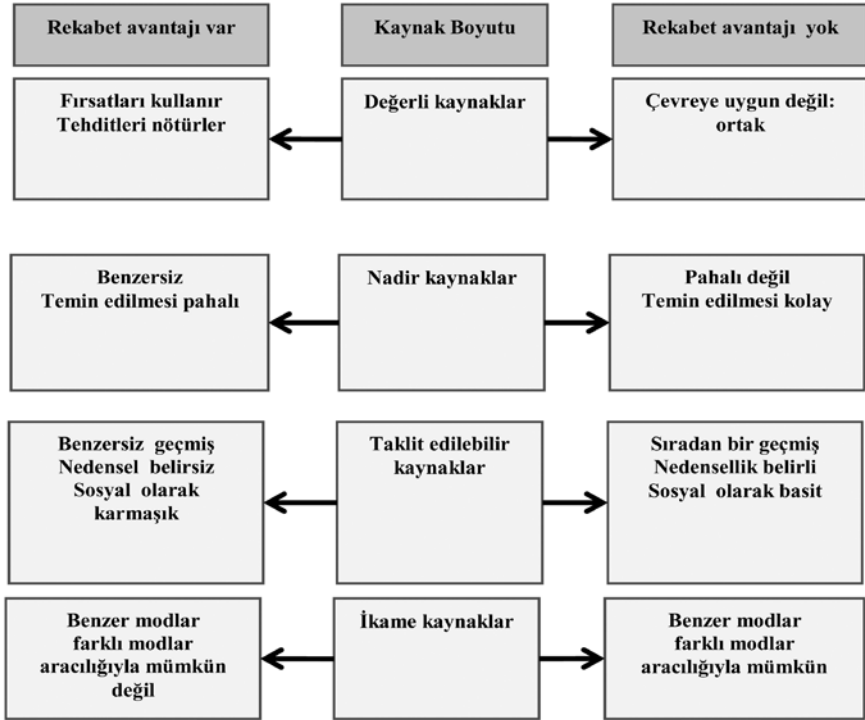 Rekabet avantajı var
Kaynak Boyutu
Rekabet avantajı yok
Fırsatları kullanır
Tehditleri nötürler
Değerli kaynaklar
Çevreye uygun değil:
ortak
Benzersiz
Temin edilmesi pahalı
Nadir kaynaklar
Pahalı değil
Temin edilmesi kolay
Benzersiz geçmiş
Nedensel belirsiz
Sosyal olarak
karmaşık
Taklit edilebilir
kaynaklar
Sıradan bir geçmiş
Nedensellik belirli
Sosyal olarak basit
Benzer modlar
farklı modlar
aracılığıyla mümkün
değil
İkame kaynaklar
Benzer modlar
farklı modlar
aracılığıyla mümkün